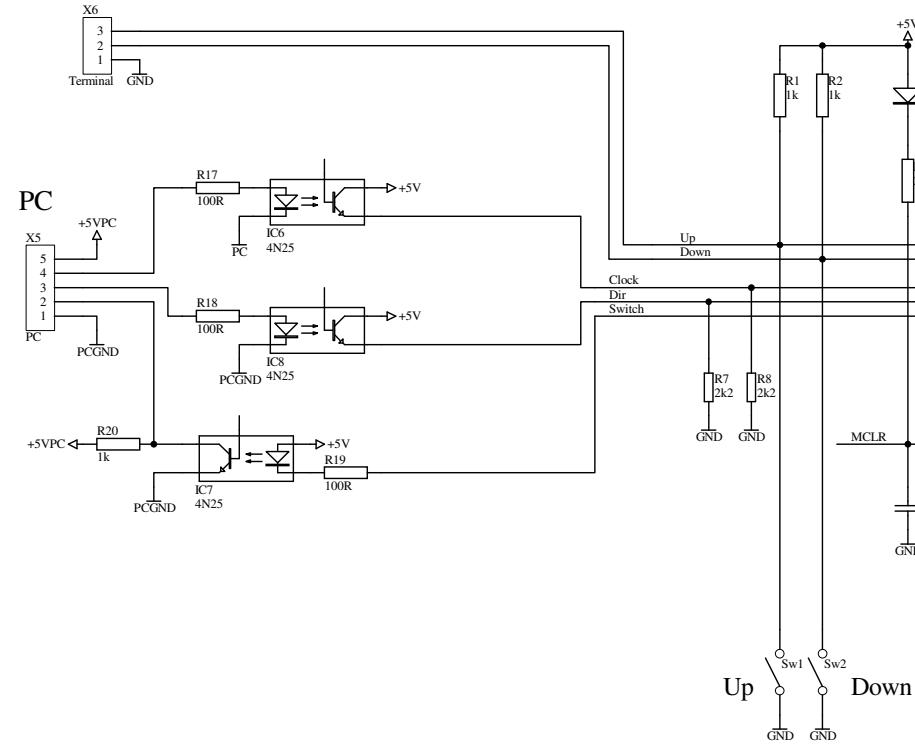 X6
3
2
1
Terminal
GND
+5V
R1
1k
R2
1k
PC
R17
100R
+5V
IC6
4N25
PC
+5VPC
X5
5
4
3
2
1
PC
PCGND
Up
Down
Clock
Dir
Switch
R18
100R
+5V
IC8
4N25
PCGND
R7
2k2
R8
2k2
GND
GND
+5VPC
R20
1k
+5V
R19
100R
IC7
4N25
PCGND
MCLR
GND
Sw1
Sw2
Up
Down
GND
GND